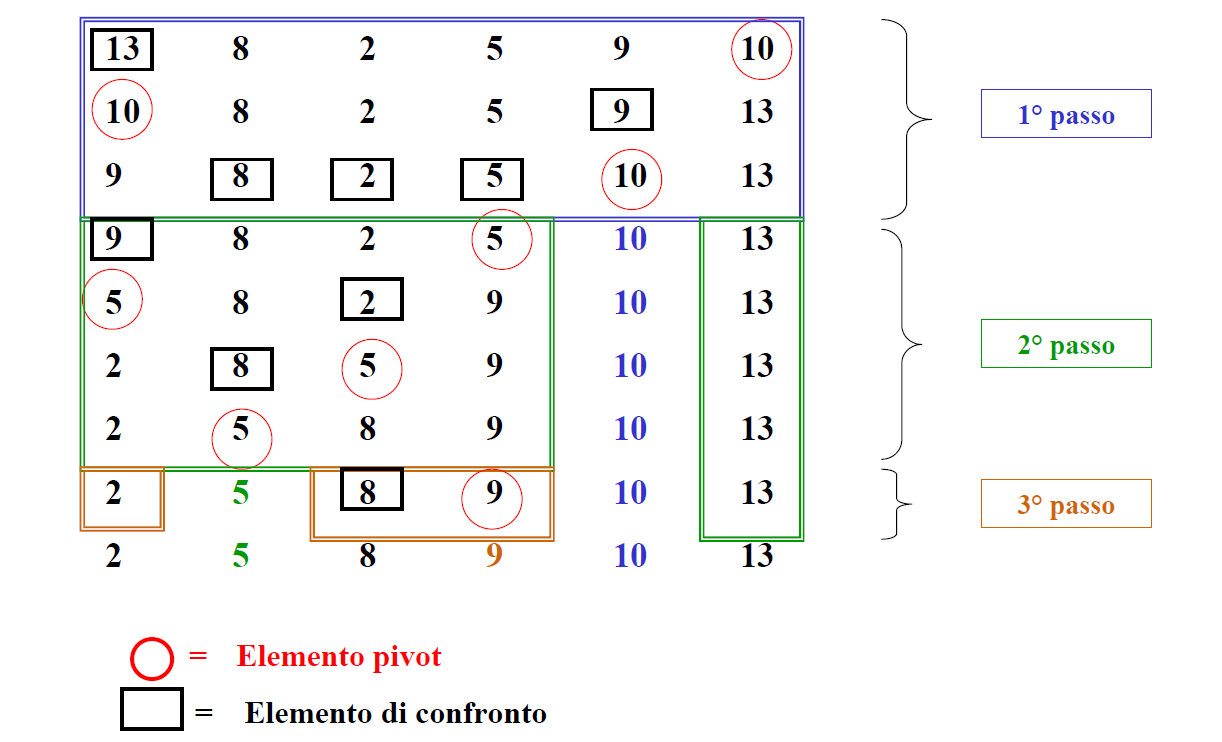 13 8 2 5 9 10
10 8 2 5 9 13
1° passo
9 8 2 5 10 13
9 8 2 5 10 13
5 8 2 9 10 13
2° passo
2 8 5 9 10 13
2 5 8 9 10 13
2 5 8 9 10 13
3° passo
2 5 8 9 10 13
= Elemento pivot
= Elemento di confronto